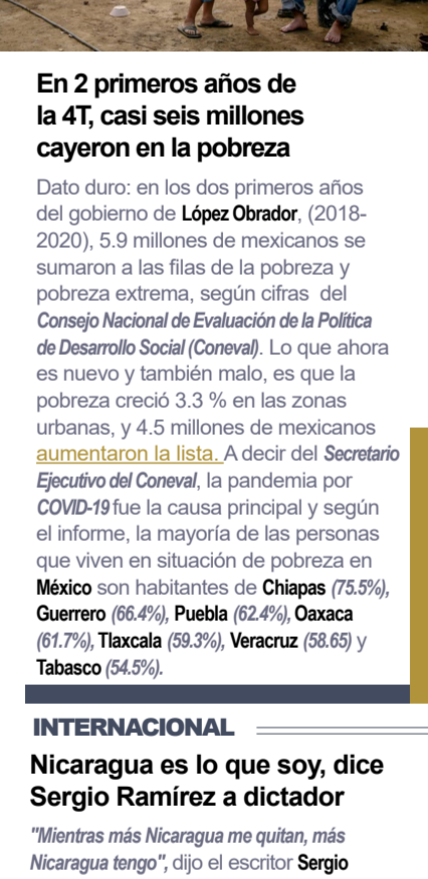 En 2 primeros años de
la 4T, casi seis millones
cayeron en la pobreza
Dato duro: en los dos primeros años
del gobierno de López Obrador, (2018-
2020), 5.9 millones de mexicanos se
sumaron a las filas de la pobreza y
pobreza extrema, según cifras del
Consejo Nacional de Evaluación de la Política
de Desarrollo Social (Coneval). Lo que ahora
es nuevo y también malo, es que la
pobreza creció 3.3 % en las zonas
urbanas, y 4.5 millones de mexicanos
aumentaron la lista. A decir del Secretario
Ejecutivo del Coneval, la pandemia por
COVID-19 fue la causa principal y según
el informe, la mayoría de las personas
que viven en situación de pobreza en
México son habitantes de Chiapas (75.5%),
Guerrero (66.4%), Puebla (62.4%), Oaxaca
(61.7%), Tlaxcala (59.3%), Veracruz (58.65) y
Tabasco (54.5%).
INTERNACIONAL
Nicaragua es lo que soy, dice
Sergio Ramírez a dictador
"Mientras más Nicaragua me quitan, más
Nicaragua tengo", dijo el escritor Sergio